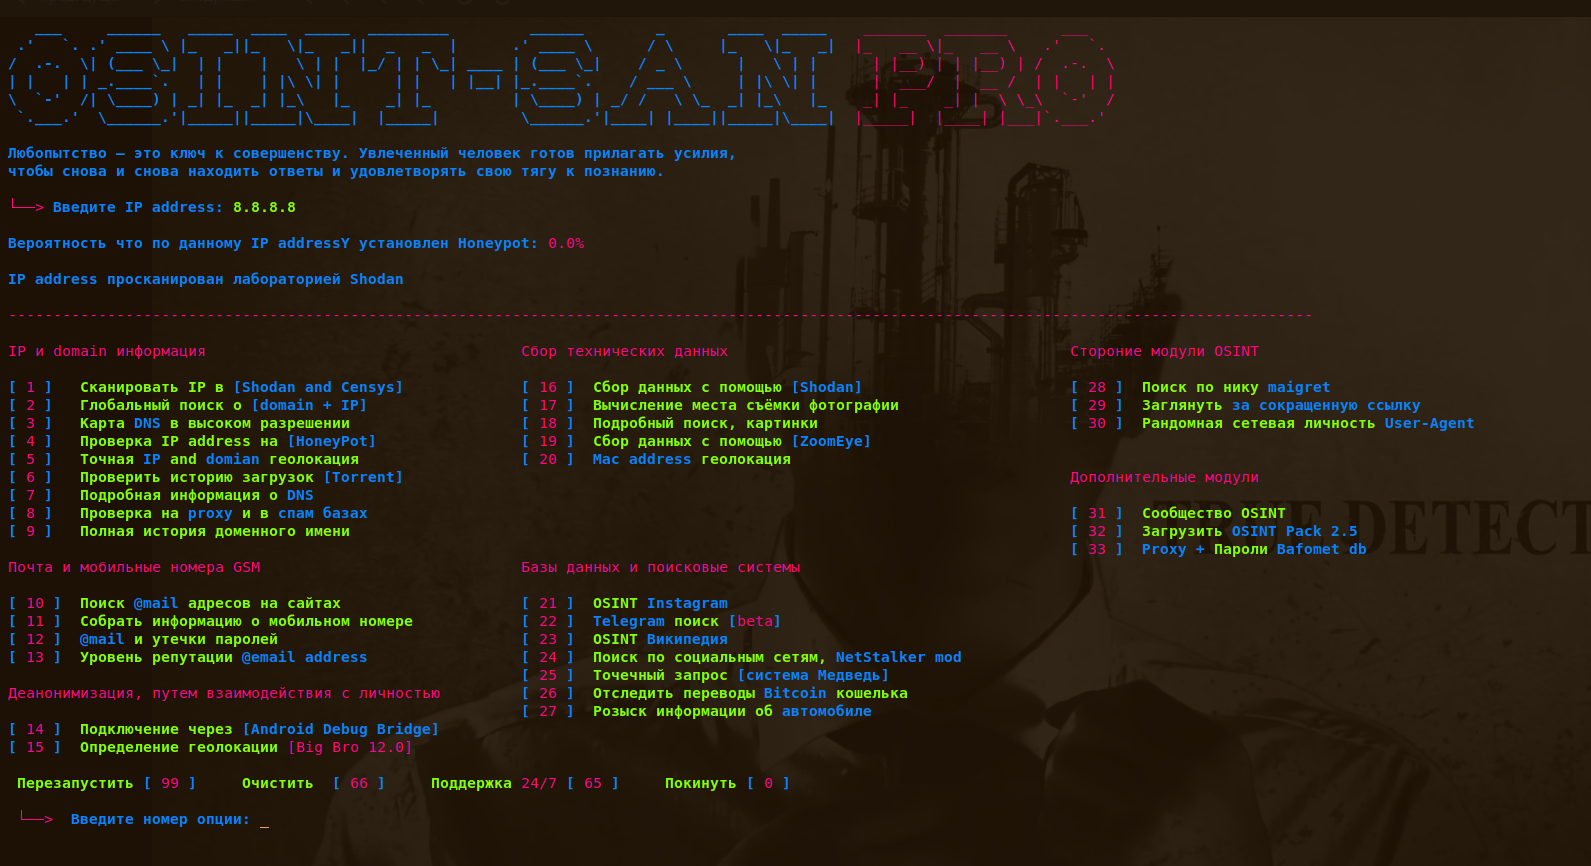 OSINT-SAN PRO
Любопытство — это ключ к совершенству. Увлеченный человек готов прилагать усилия,
чтобы снова и снова находить ответы и удовлетворять свою тягу к познанию.
└──> Введите IP address: 8.8.8.8
Вероятность что по данному IP addressY установлен Honeypot: 0.0%
IP address просканирован лабораторией Shodan
IP и domain информация
[ 1 ] Сканировать IP в [Shodan and Censys]
[ 2 ] Глобальный поиск о [domain + IP]
[ 3 ] Карта DNS в высоком разрешении
[ 4 ] Проверка IP address на [HoneyPot]
[ 5 ] Точная IP and domian геолокация
[ 6 ] Проверить историю загрузок [Torrent]
[ 7 ] Подробная информация о DNS
[ 8 ] Проверка на proxy и в спам базах
[ 9 ] Полная история доменного имени
Почта и мобильные номера GSM
[ 10 ] Поиск @mail адресов на сайтах
[ 11 ] Собрать информацию о мобильном номере
[ 12 ] @mail и утечки паролей
[ 13 ] Уровень репутации @email address
Деанонимизация, путем взаимодействия с личностью
[ 14 ] Подключение через [Android Debug Bridge]
[ 15 ] Определение геолокации [Big Bro 12.0]
Сбор технических данных
[ 16 ] Сбор данных с помощью [Shodan]
[ 17 ] Вычисление места съёмки фотографии
[ 18 ] Подробный поиск, картинки
[ 19 ] Сбор данных с помощью [ZoomEye]
[ 20 ] Mac address геолокация
Базы данных и поисковые системы
[ 21 ] OSINT Instagram
[ 22 ] Telegram поиск [beta]
[ 23 ] OSINT Википедия
[ 24 ] Поиск по социальным сетям, NetStalker mod
[ 25 ] Точечный запрос [система Медведь]
[ 26 ] Отследить переводы Bitcoin кошелька
[ 27 ] Розыск информации об автомобиле
Стороние модули OSINT
[ 28 ] Поиск по нику maigret
[ 29 ] Заглянуть за сокращенную ссылку
[ 30 ] Рандомная сетевая личность User-Agent
Дополнительные модули
[ 31 ] Сообщество OSINT
[ 32 ] Загрузить OSINT Pack 2.5
[ 33 ] Proxy + Пароли Bafomet db
TRUE DETECT
Перезапустить [ 99 ] Очистить [ 66 ] Поддержка 24/7 [ 65 ] Покинуть [ 0 ]
└──> Введите номер опции: _